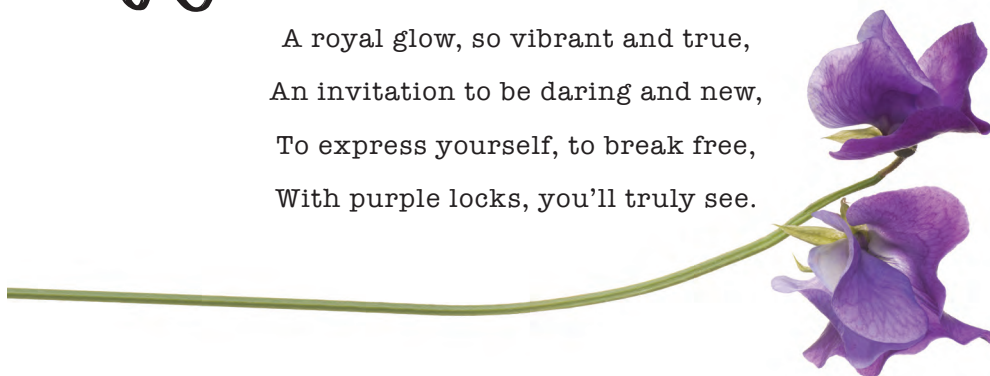 A royal glow, so vibrant and true,
An invitation to be daring and new,
To express yourself, to break free,
With purple locks, you'll truly see.